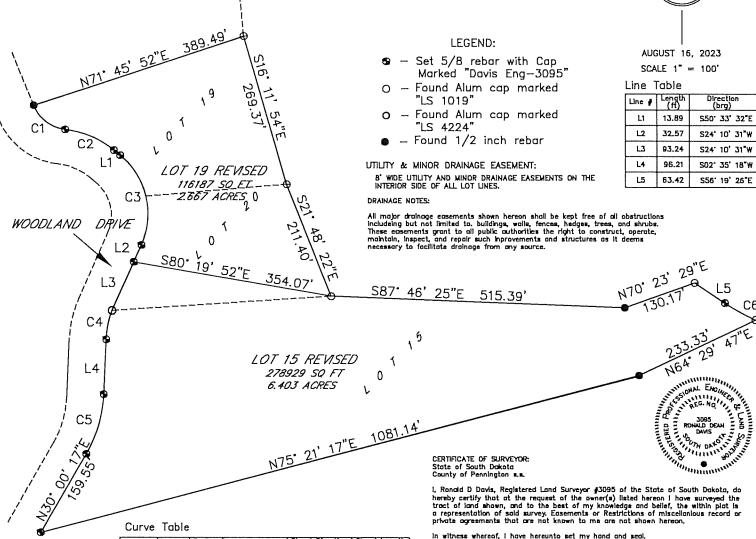 AUGUST 16, 2023
SCALE 1" = 100'
LEGEND:
– Set 5/8 rebar with Cap
Marked "Davis Eng-3095"
– Found Alum cap marked
"LS 1019"
– Found Alum cap marked
"LS 4224"
– Found 1/2 inch rebar
Line Table
Line # Length (ft) Direction (brg)
L1 13.89 S50° 33' 32"E
L2 32.57 S24° 10' 31"W
L3 93.24 S24° 10' 31"W
L4 96.21 S02° 35' 18"W
L5 63.42 S56° 19' 26"E
UTILITY & MINOR DRAINAGE EASEMENT:
8' WIDE UTILITY AND MINOR DRAINAGE EASEMENTS ON THE
INTERIOR SIDE OF ALL LOT LINES.
DRAINAGE NOTES:
All major drainage easements shown hereon shall be kept free of all obstructions
including but not limited to, buildings, walls, fences, hedges, trees, and shrubs.
These easements grant to all public authorities the right to construct, operate,
maintain, inspect, and repair such improvements and structures as it deems
necessary to facilitate drainage from any source.
N71° 45' 52"E 389.49'
S16° 11' 54"E
269.37'
C1
C2
L1
LOT 19
LOT 19 REVISED
116187 SQ FT
2.667 ACRES
C3
LOT 20
S21° 48' 22"E
211.40'
WOODLAND DRIVE
L2
S80° 19' 52"E 354.07'
L3
S87° 46' 25"E 515.39'
N70° 23' 29"E
130.17'
L5
C6
C4
233.33'
N64° 29' 47"E
LOT 15
LOT 15 REVISED
278929 SQ FT
6.403 ACRES
L4
C5
N75° 21' 17"E 1081.14'
N30° 00' 17"E
159.55'
REGISTERED PROFESSIONAL ENGINEER & LAND SURVEYOR
REG. NO.
3095
RONALD DEAN
DAVIS
SOUTH DAKOTA
CERTIFICATE OF SURVEYOR:
State of South Dakota
County of Pennington s.s.
I, Ronald D Davis, Registered Land Surveyor #3095 of the State of South Dakota, do
hereby certify that at the request of the owner(s) listed hereon I have surveyed the
tract of land shown, and to the best of my knowledge and belief, the within plat is
a representation of said survey. Easements or Restrictions of miscellanious record or
private agreements that are not known to me are not shown hereon.
In witness whereof, I have hereunto set my hand and seal.
Curve Table